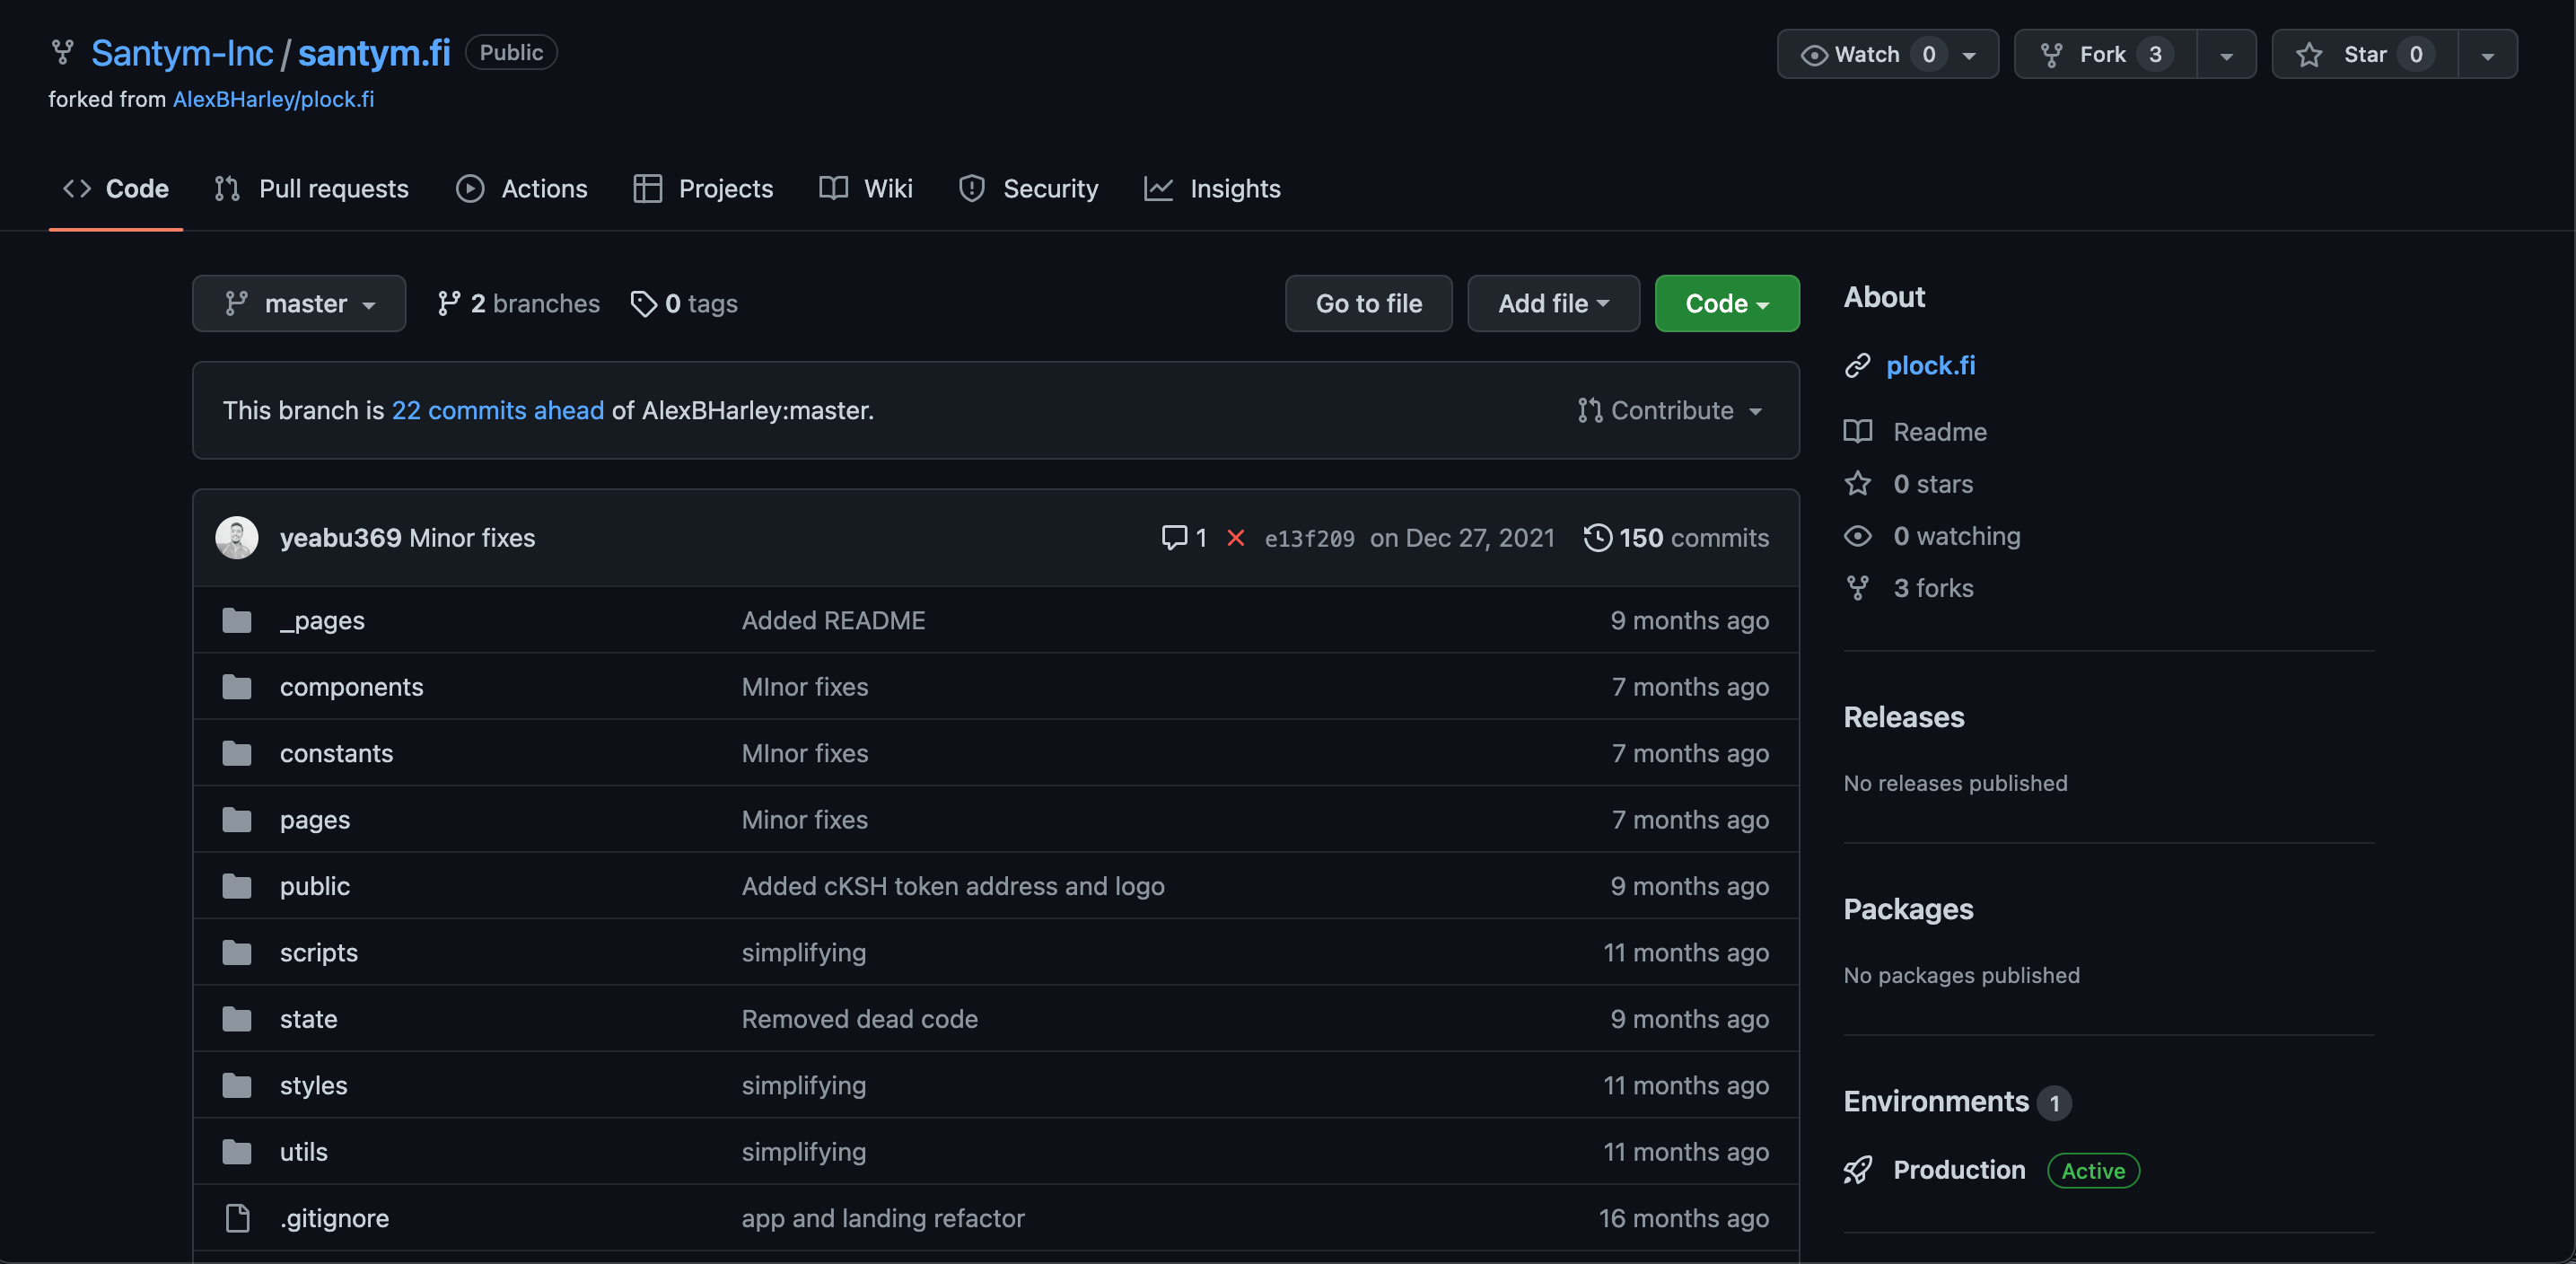 Santym-Inc / santym.fi Public
Watch 0 Fork 3 Star 0
forked from AlexBHarley/plock.fi
Code Pull requests Actions Projects Wiki Security Insights
master 2 branches 0 tags Go to file Add file Code
This branch is 22 commits ahead of AlexBHarley:master. Contribute
yeabu369 Minor fixes 1 e13f209 on Dec 27, 2021 150 commits
_pages Added README 9 months ago
components MInor fixes 7 months ago
constants MInor fixes 7 months ago
pages Minor fixes 7 months ago
public Added cKSH token address and logo 9 months ago
scripts simplifying 11 months ago
state Removed dead code 9 months ago
styles simplifying 11 months ago
utils simplifying 11 months ago
.gitignore app and landing refactor 16 months ago
About
plock.fi
Readme
0 stars
0 watching
3 forks
Releases
No releases published
Packages
No packages published
Environments 1
Production Active